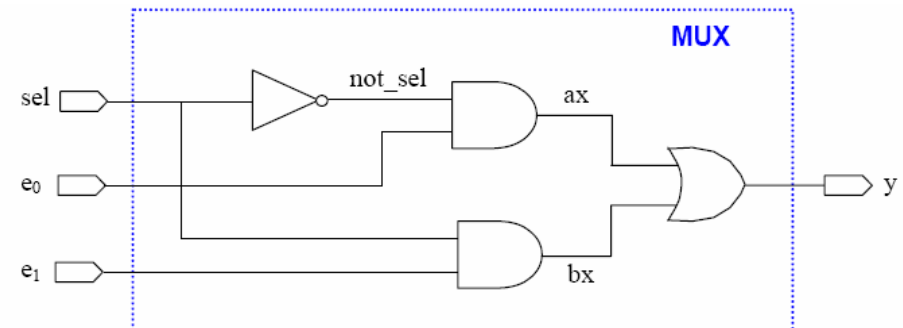 MUX
not_sel
sel
ax
e₀
y
e₁
bx